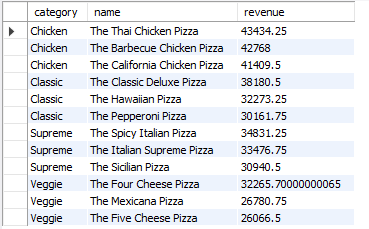 category name revenue
Chicken The Thai Chicken Pizza 43434.25
Chicken The Barbecue Chicken Pizza 42768
Chicken The California Chicken Pizza 41409.5
Classic The Classic Deluxe Pizza 38180.5
Classic The Hawaiian Pizza 32273.25
Classic The Pepperoni Pizza 30161.75
Supreme The Spicy Italian Pizza 34831.25
Supreme The Italian Supreme Pizza 33476.75
Supreme The Sicilian Pizza 30940.5
Veggie The Four Cheese Pizza 32265.70000000065
Veggie The Mexicana Pizza 26780.75
Veggie The Five Cheese Pizza 26066.5